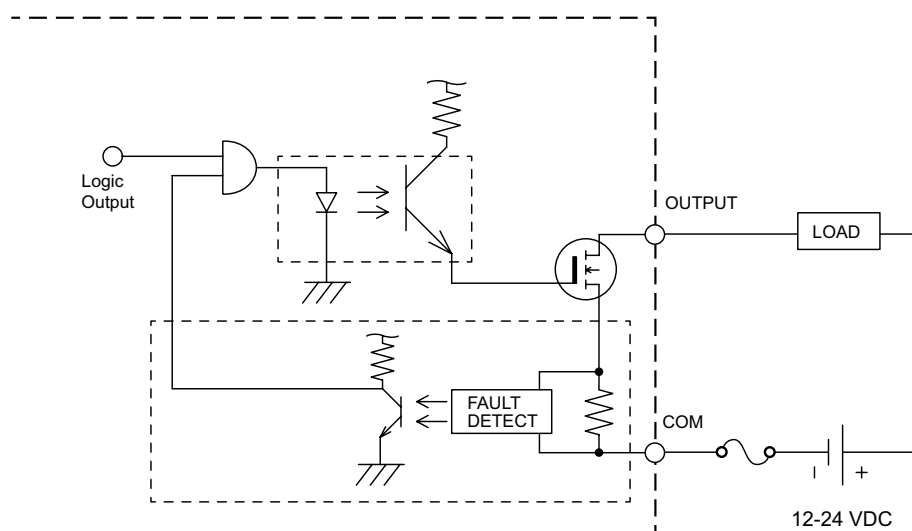 Logic
Output
OUTPUT
LOAD
FAULT
DETECT
COM
− +
12-24 VDC